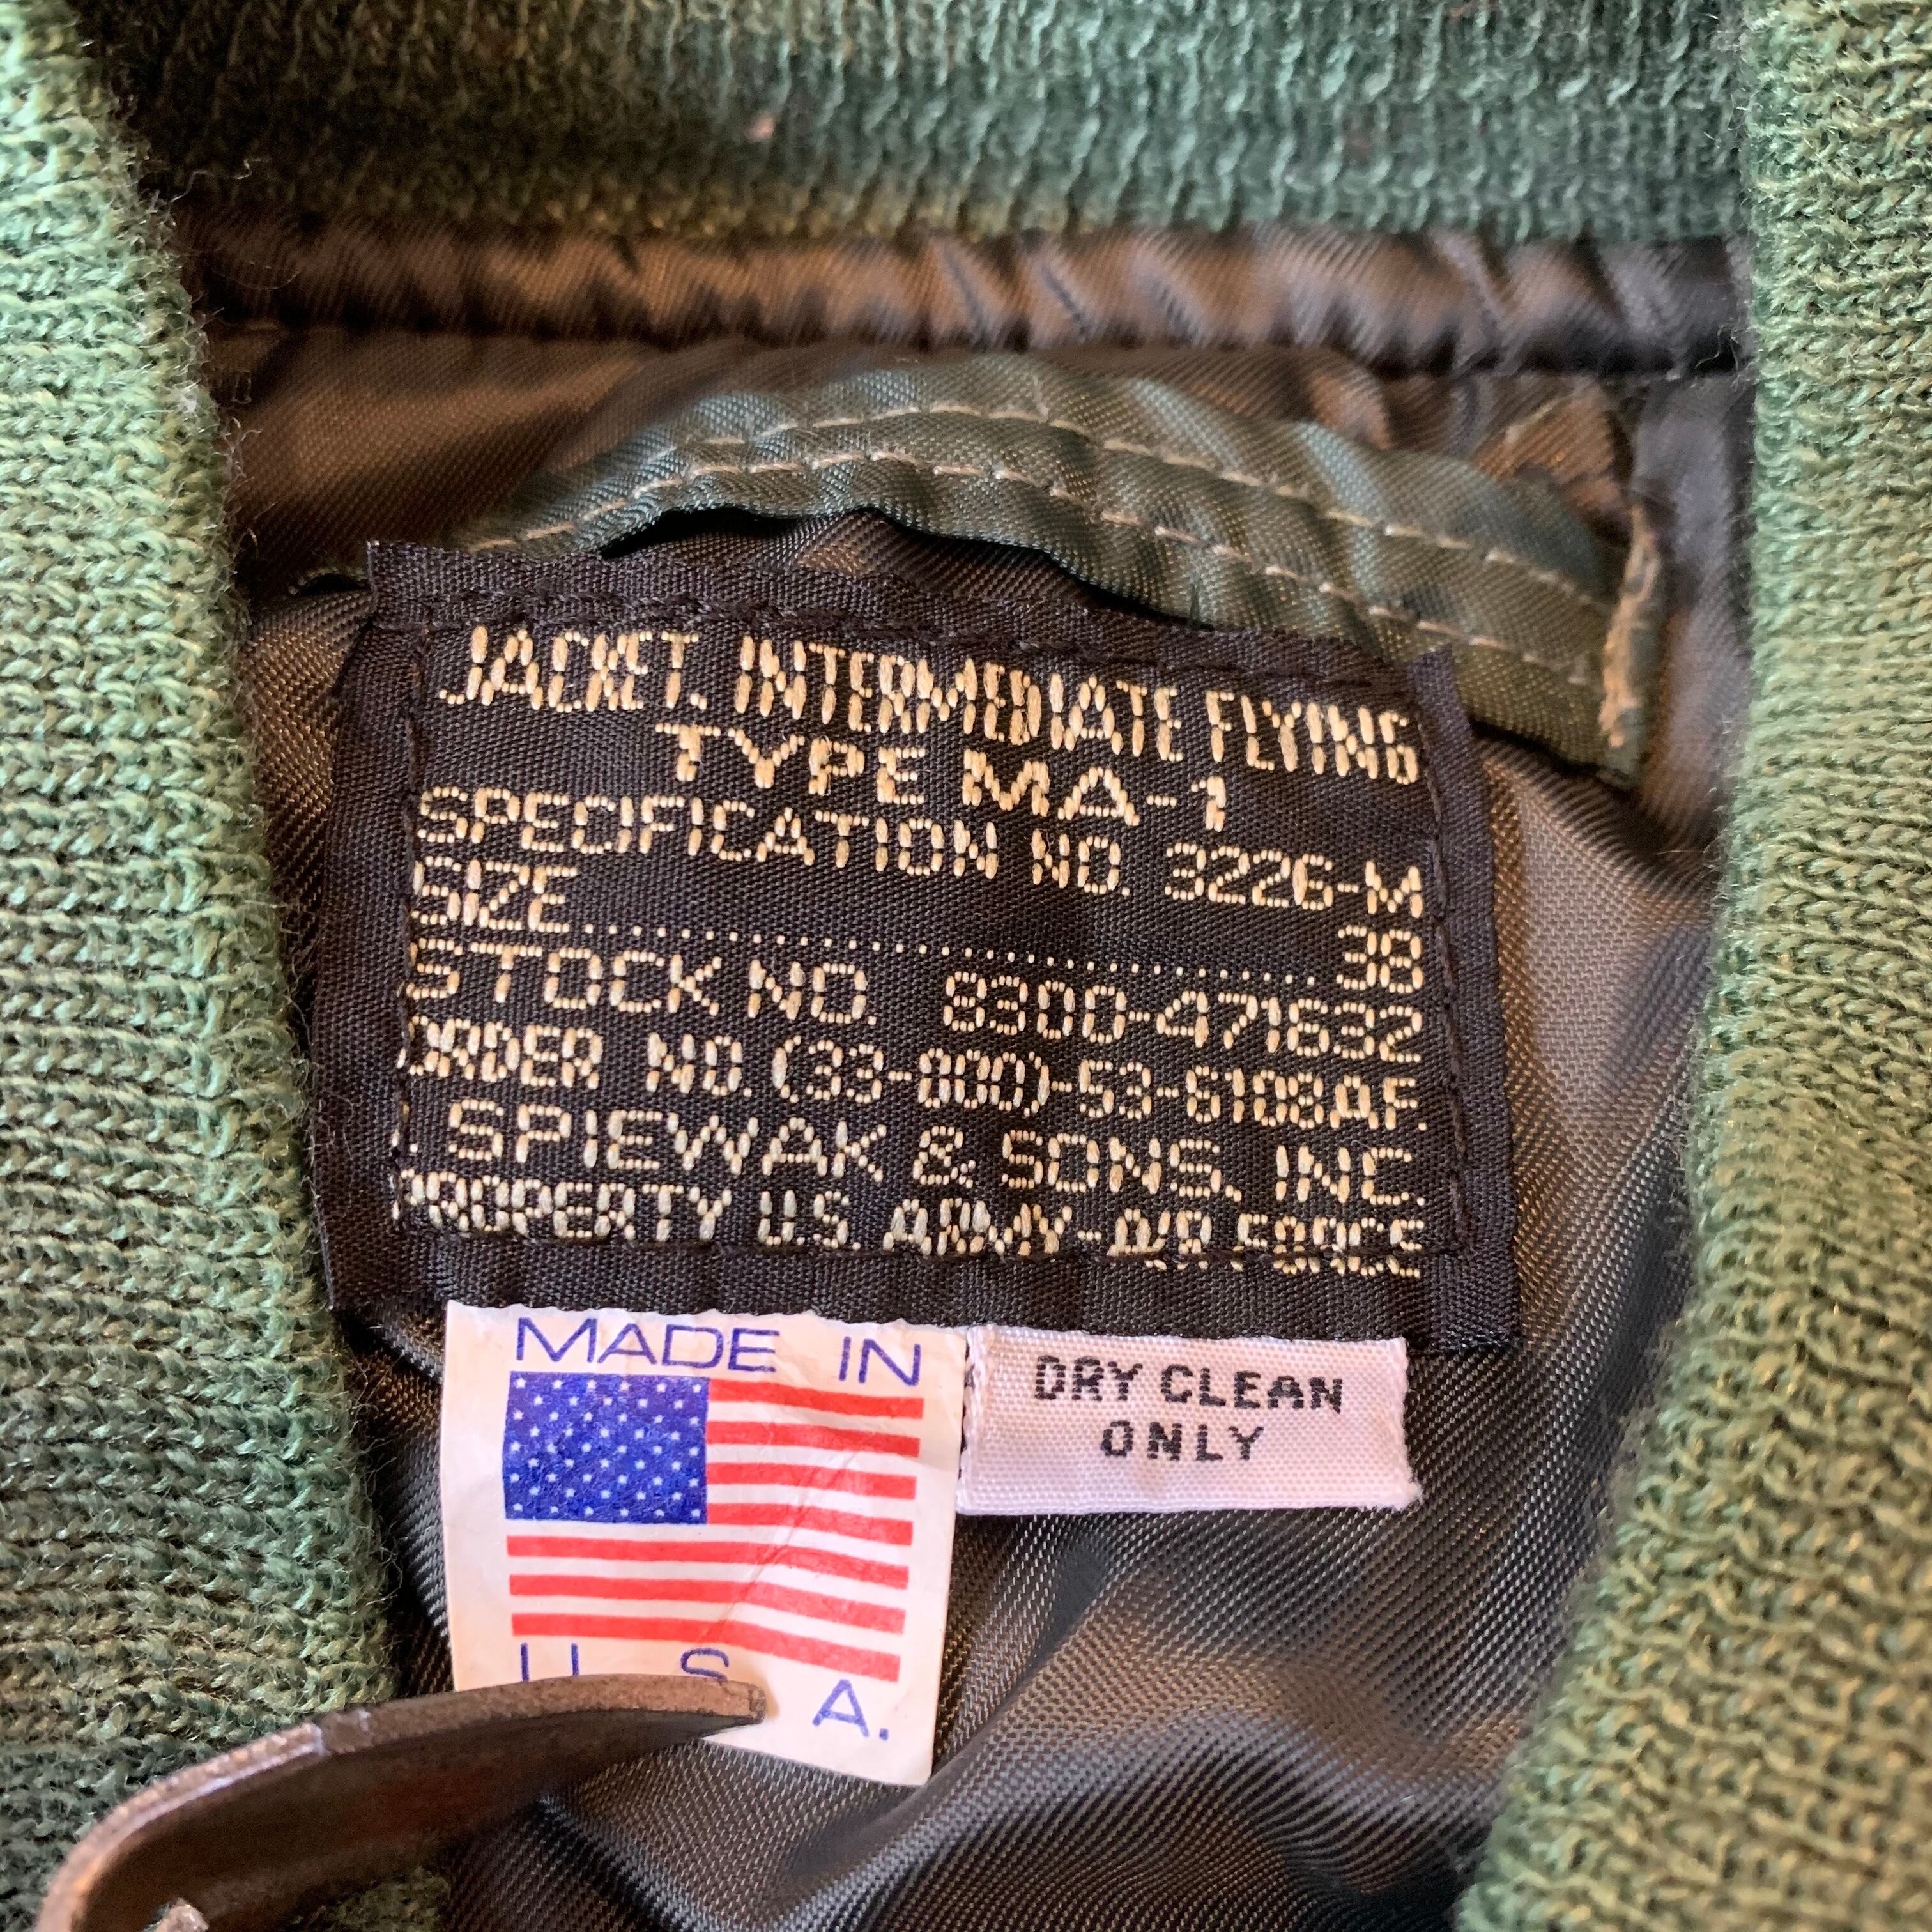 JACKET, INTERMEDIATE FLYING
TYPE MA-1
SPECIFICATION NO. 3226-M
SIZE.................................... 38
STOCK NO. 8300-471632
ORDER NO. (33-800)-53-6108AF.
. SPIEWAK & SONS, INC.
PROPERTY U.S. ARMY-AIR FORCE
MADE IN
U. S. A.
DRY CLEAN
ONLY